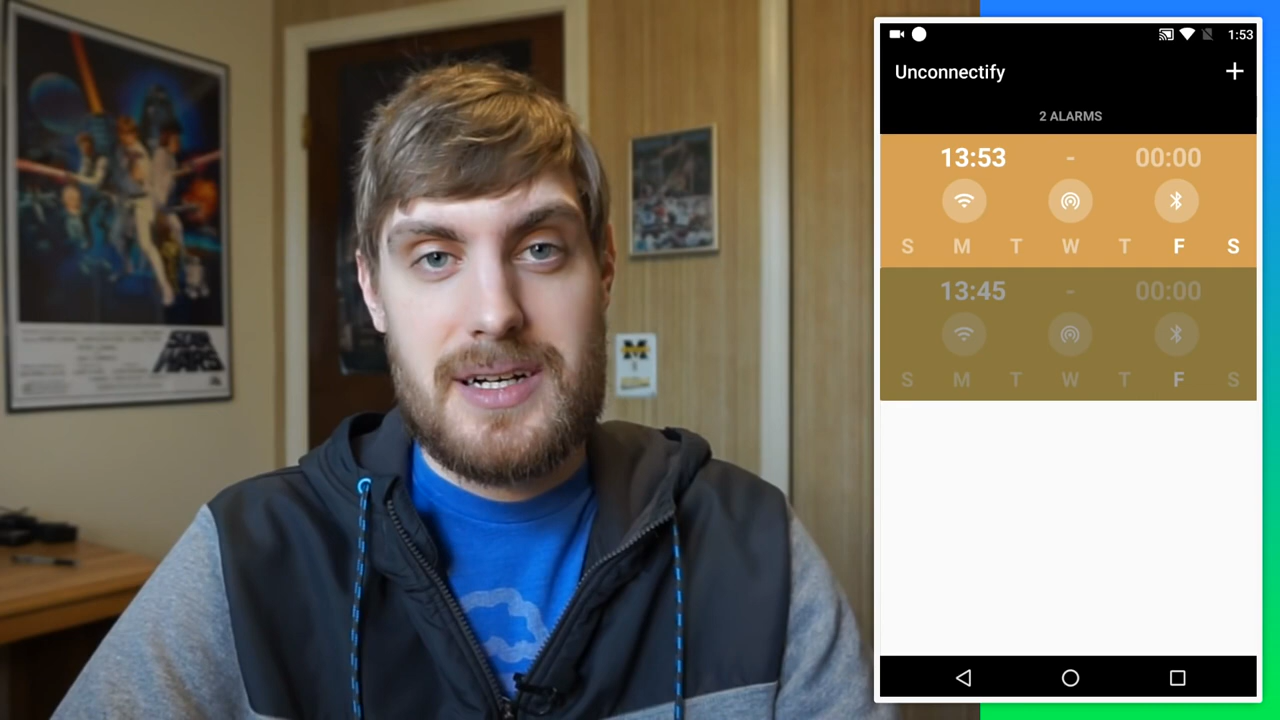 STAR
WARS
M
1:53
Unconnectify
2 ALARMS
13:53 - 00:00
S M T W T F S
13:45 - 00:00
S M T W T F S